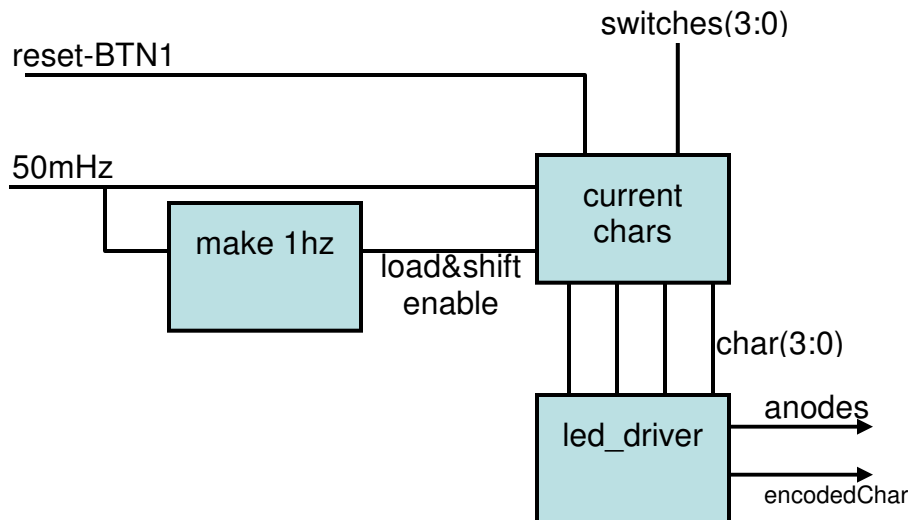 switches(3:0)
reset-BTN1
50mHz
current
chars
make 1hz
load&shift
enable
char(3:0)
led_driver
anodes
encodedChar